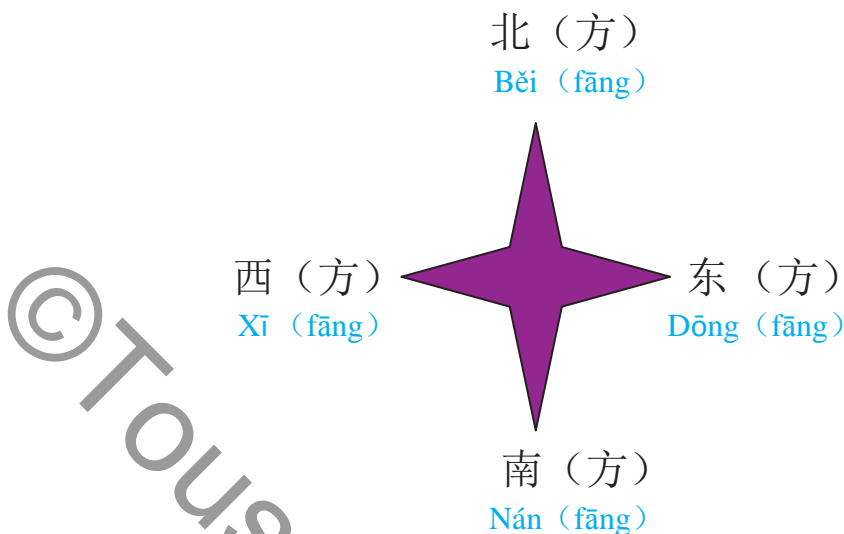 北（方）
Běi（fāng）
西（方）
Xī（fāng）
东（方）
Dōng（fāng）
南（方）
Nán（fāng）
©Tous